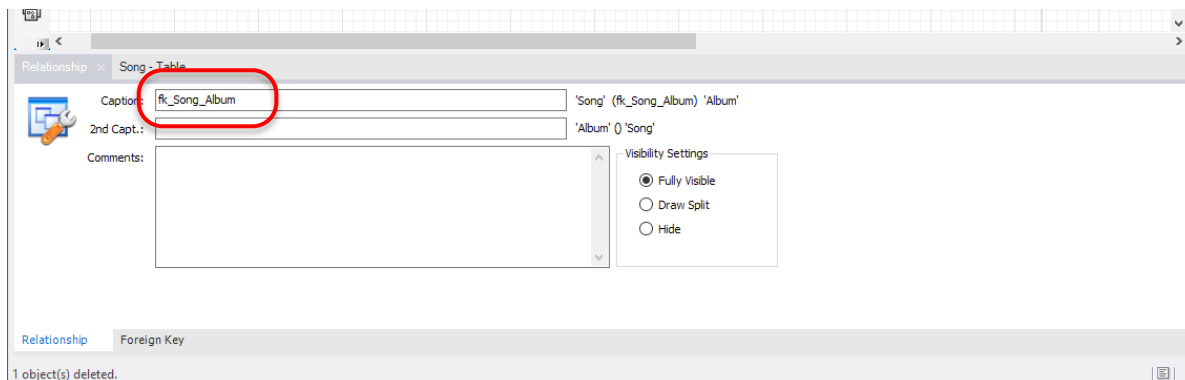 Relationship × Song - Table
Caption: fk_Song_Album 'Song' (fk_Song_Album) 'Album'
2nd Capt.: 'Album' () 'Song'
Comments: Visibility Settings
Fully Visible
Draw Split
Hide
Relationship Foreign Key
1 object(s) deleted.